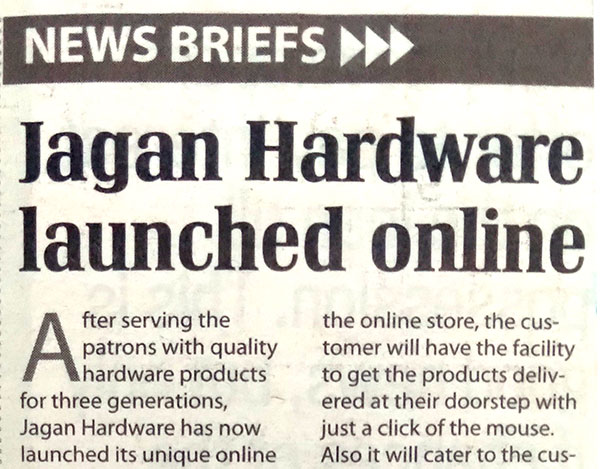 NEWS BRIEFS
Jagan Hardware
launched online
After serving the
patrons with quality
hardware products
for three generations,
Jagan Hardware has now
launched its unique online
the online store, the cus-
tomer will have the facility
to get the products deliv-
ered at their doorstep with
just a click of the mouse.
Also it will cater to the cus-